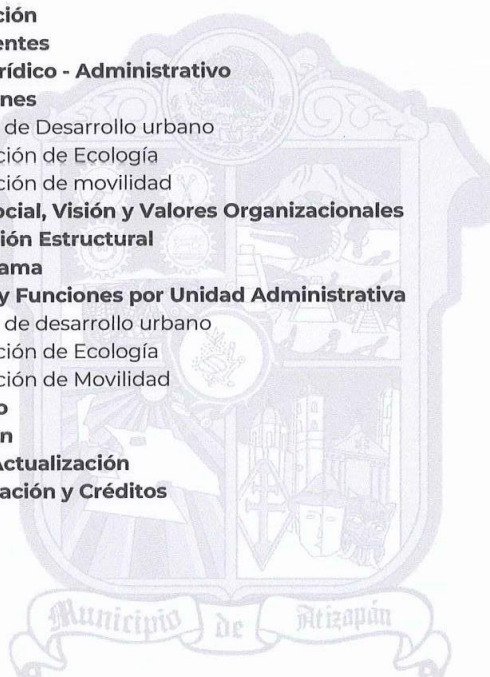 ción
entes
rídico - Administrativo
nes
de Desarrollo urbano
ción de Ecología
ción de movilidad
ocial, Visión y Valores Organizacionales
ión Estructural
ama
y Funciones por Unidad Administrativa
de desarrollo urbano
ción de Ecología
ción de Movilidad
o
n
Actualización
ación y Créditos
Municipio de Atizapán